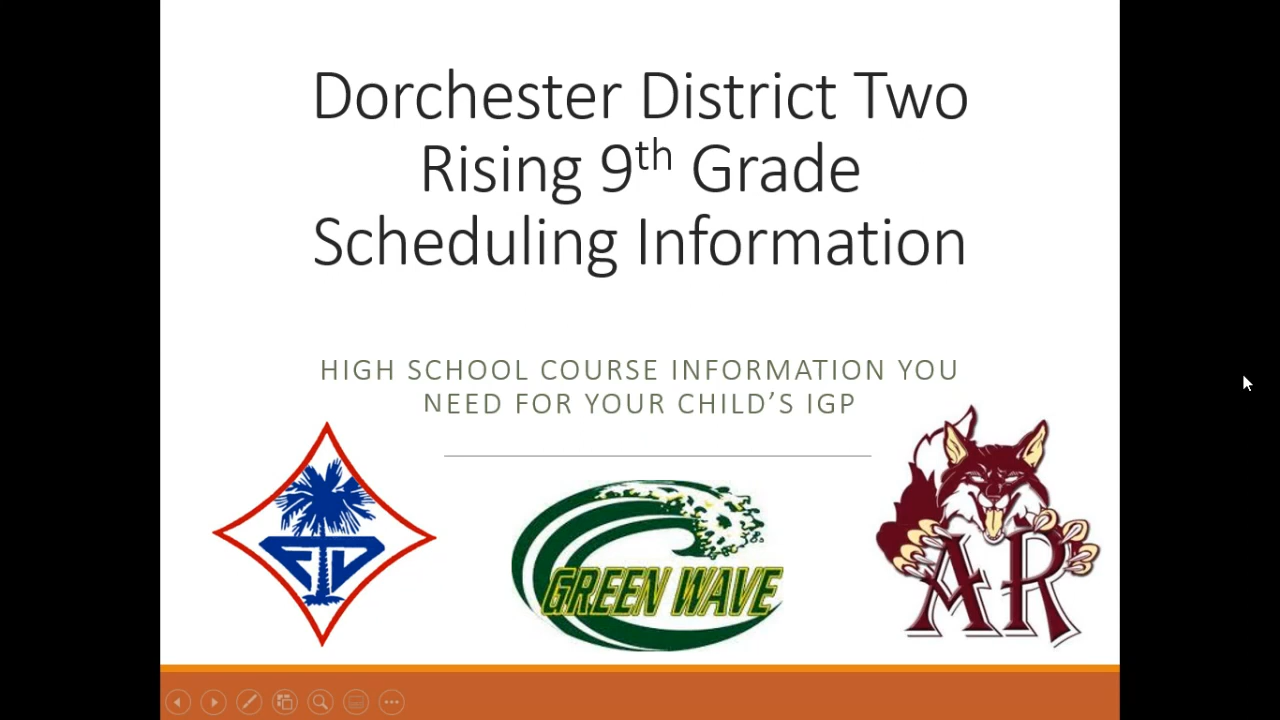 Dorchester District Two
Rising 9th Grade
Scheduling Information
HIGH SCHOOL COURSE INFORMATION YOU
NEED FOR YOUR CHILD’S IGP
FD
GREEN WAVE
AR